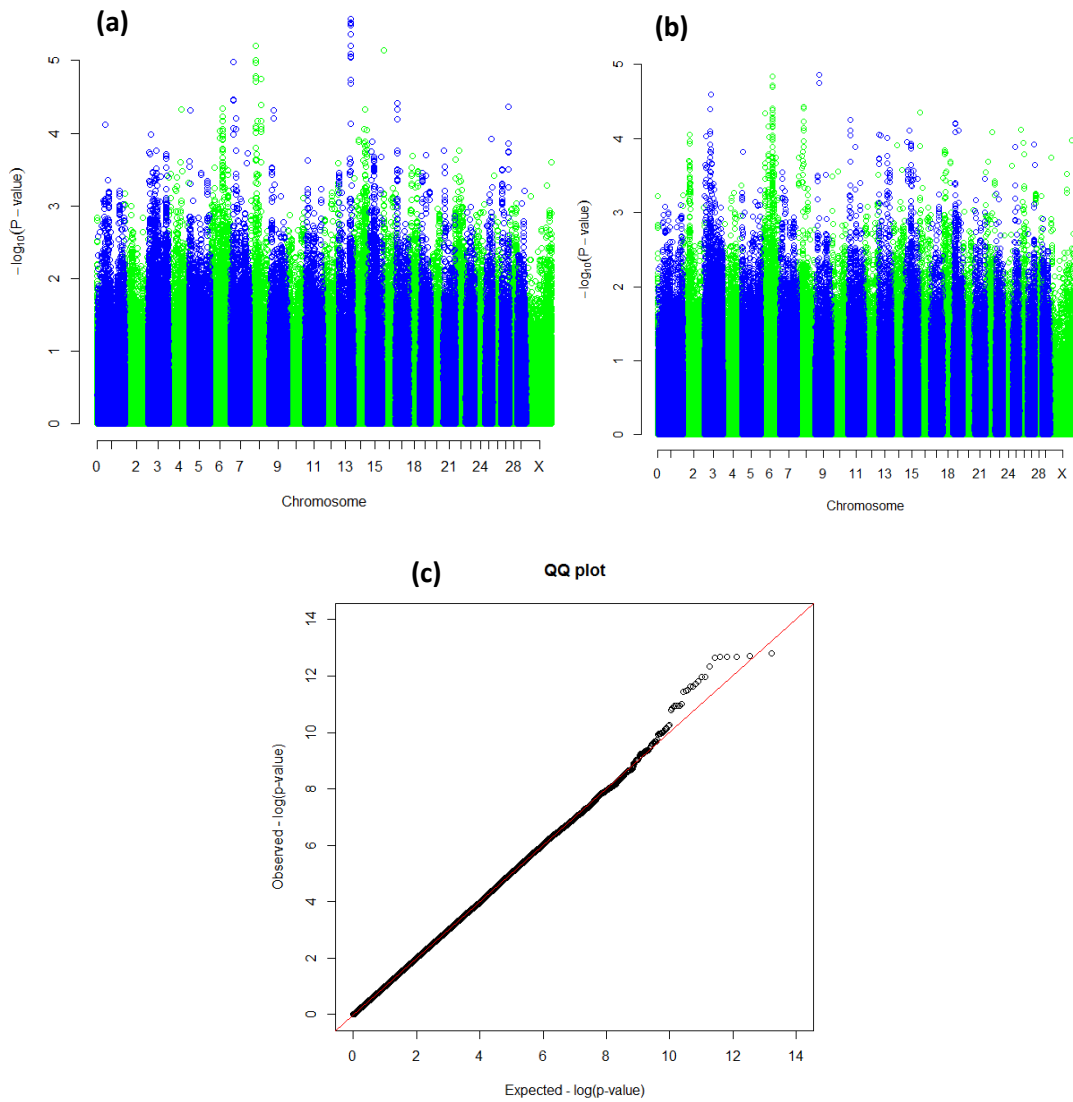 (a)
5
4
3
2
1
0
− log₁₀(P − value)
0 2 3 4 5 6 7 9 11 13 15 18 21 24 28 X
Chromosome
(b)
5
4
3
2
1
0
− log₁₀(P − value)
0 2 3 4 5 6 7 9 11 13 15 18 21 24 28 X
Chromosome
(c)
QQ plot
14
12
10
8
6
4
2
0
Observed - log(p-value)
0 2 4 6 8 10 12 14
Expected - log(p-value)